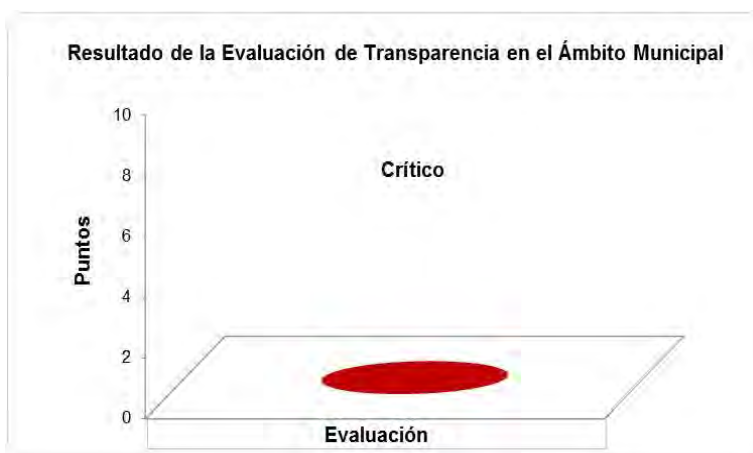 Resultado de la Evaluación de Transparencia en el Ámbito Municipal
10
Crítico
8
6
Puntos
4
2
0
Evaluación